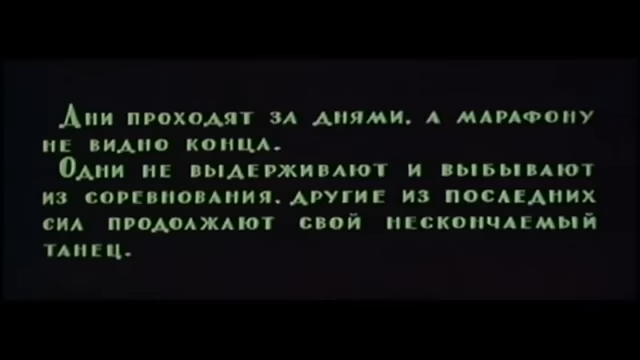 Дни проходят за днями, а марафону
не видно конца.
Одни не выдерживают и выбывают
из соревнования, другие из последних
сил продолжают свой нескончаемый
танец.